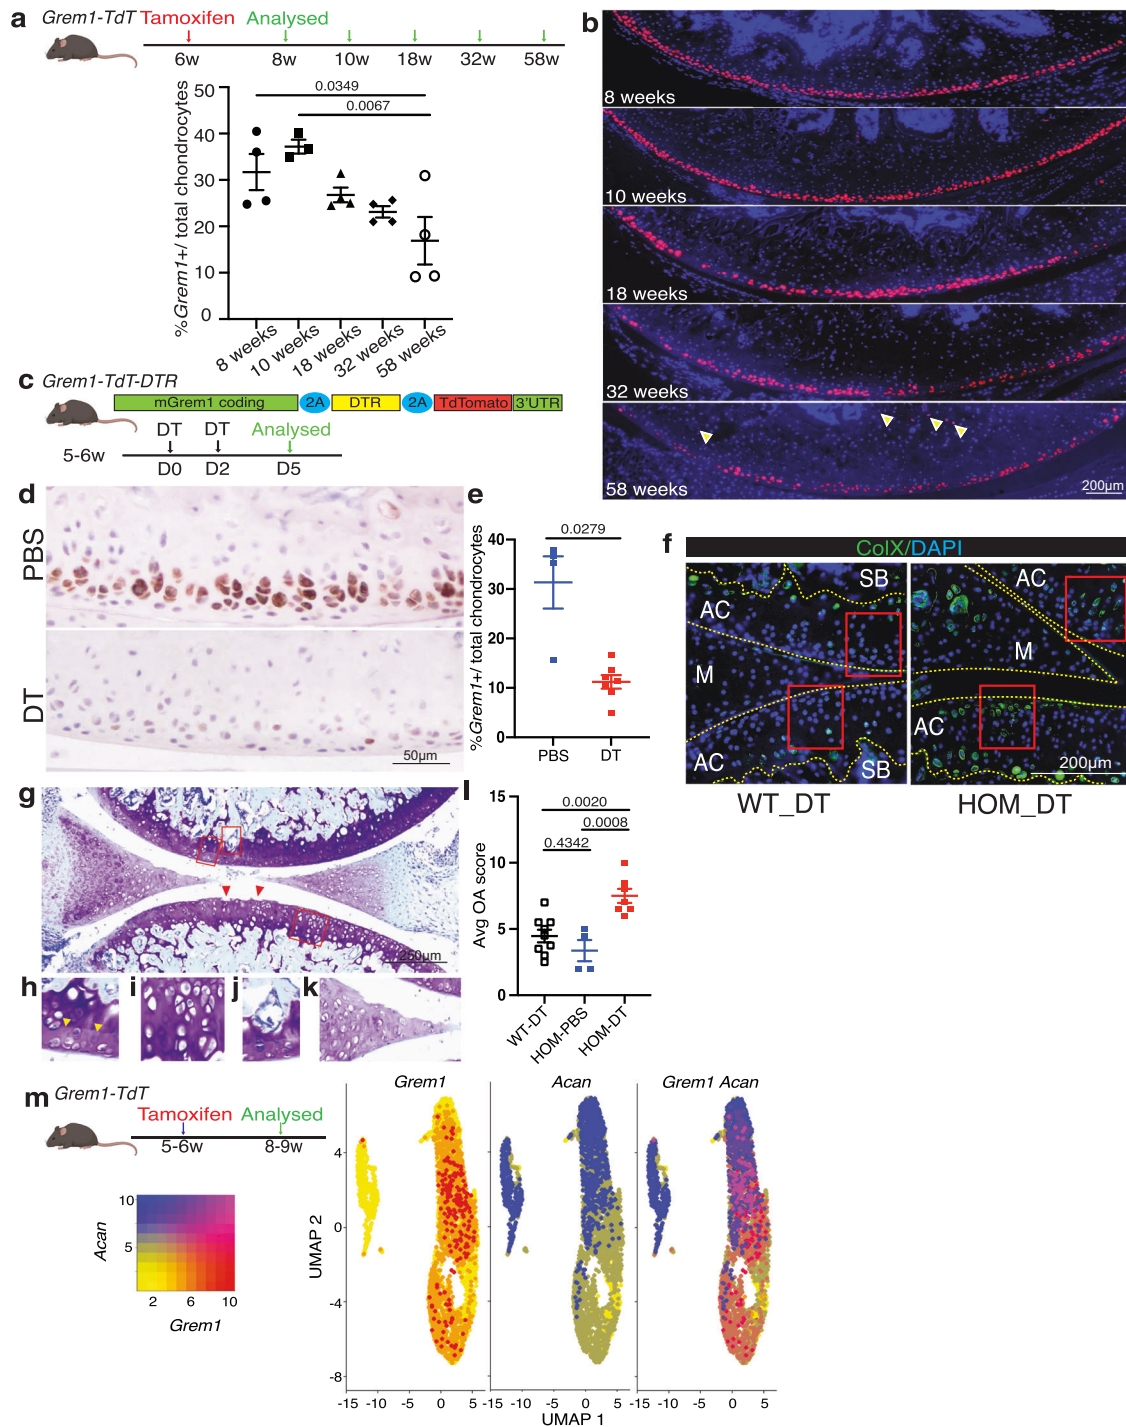 a
Grem1-TdT
Tamoxifen Analysed
6w 8w 10w 18w 32w 58w
%Grem1+/ total chondrocytes
50
40
30
20
10
0
0.0349
0.0067
8 weeks 10 weeks 18 weeks 32 weeks 58 weeks
b
8 weeks
10 weeks
18 weeks
32 weeks
58 weeks
200µm
c
Grem1-TdT-DTR
mGrem1 coding 2A DTR 2A TdTomato 3'UTR
DT DT Analysed
5-6w
D0 D2 D5
d
PBS
DT
50µm
e
%Grem1+/ total chondrocytes
40
30
20
10
0
0.0279
PBS DT
f
ColX/DAPI
SB
AC
M
AC
SB
AC
M
AC
200µm
WT_DT HOM_DT
g
250µm
h i j k
l
Avg OA score
15
10
5
0
0.0020
0.0008
0.4342
WT-DT HOM-PBS HOM-DT
m
Grem1-TdT
Tamoxifen Analysed
5-6w 8-9w
Acan
10
5
2 6 10
Grem1
Grem1 Acan Grem1 Acan
UMAP 2
4
0
-4
-8
-15 -10 -5 0 5 -15 -10 -5 0 5 -15 -10 -5 0 5
UMAP 1